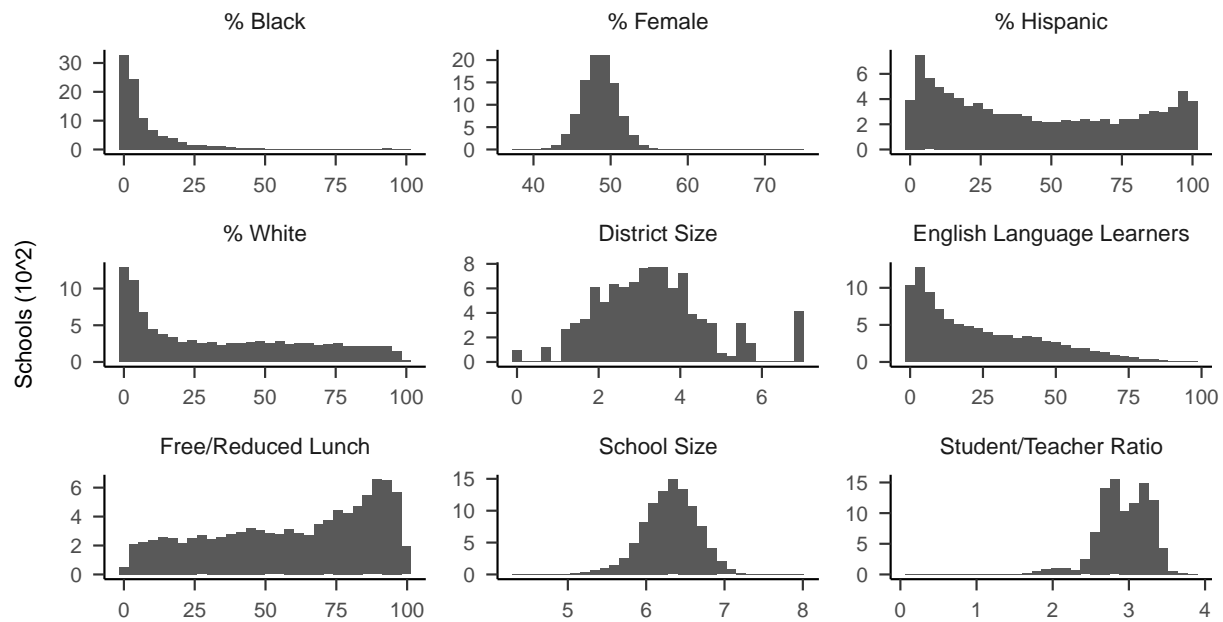 % Black % Female % Hispanic
30
20
10
0
0 25 50 75 100
20
15
10
5
0
40 50 60 70
6
4
2
0
0 25 50 75 100
Schools (10^2)
% White District Size English Language Learners
10
5
0
0 25 50 75 100
8
6
4
2
0
0 2 4 6
10
5
0
0 25 50 75 100
Free/Reduced Lunch School Size Student/Teacher Ratio
6
4
2
0
0 25 50 75 100
15
10
5
0
5 6 7 8
15
10
5
0
0 1 2 3 4